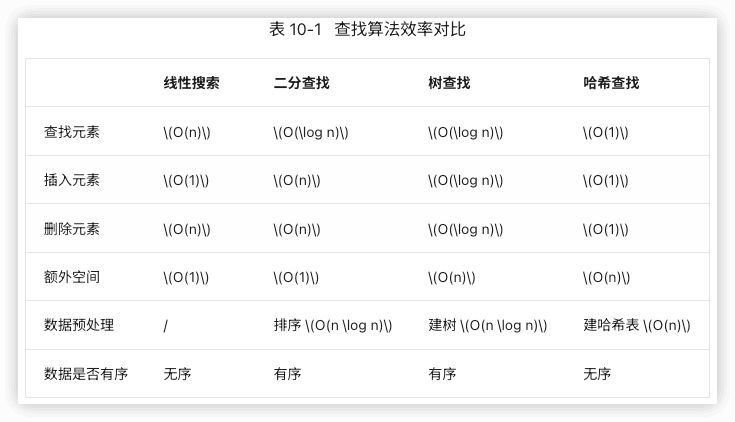 表 10-1 查找算法效率对比
线性搜索 二分查找 树查找 哈希查找
查找元素 \(O(n)\) \(O(\log n)\) \(O(\log n)\) \(O(1)\)
插入元素 \(O(1)\) \(O(n)\) \(O(\log n)\) \(O(1)\)
删除元素 \(O(n)\) \(O(n)\) \(O(\log n)\) \(O(1)\)
额外空间 \(O(1)\) \(O(1)\) \(O(n)\) \(O(n)\)
数据预处理 / 排序 \(O(n \log n)\) 建树 \(O(n \log n)\) 建哈希表 \(O(n)\)
数据是否有序 无序 有序 有序 无序